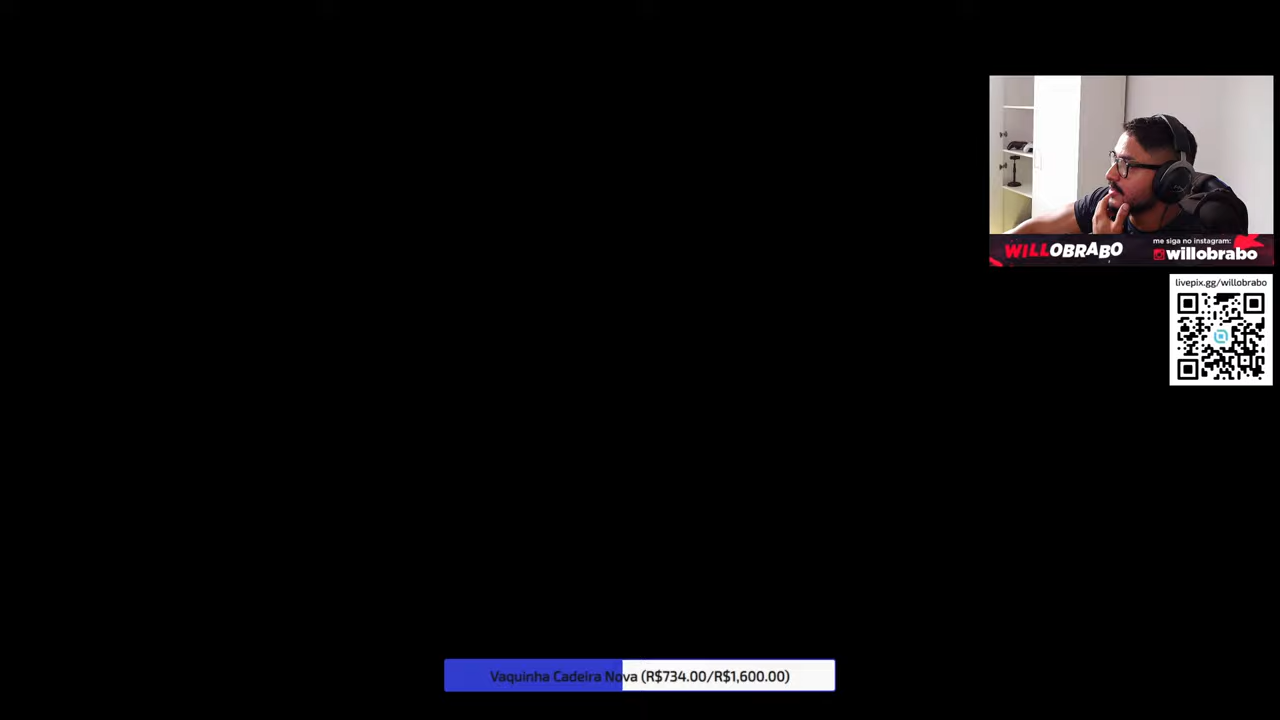 WILLOBRABO
me siga no instagram:
willobrabo
livepix.gg/willobrabo
Vaquinha Cadeira Nova (R$734.00/R$1,600.00)